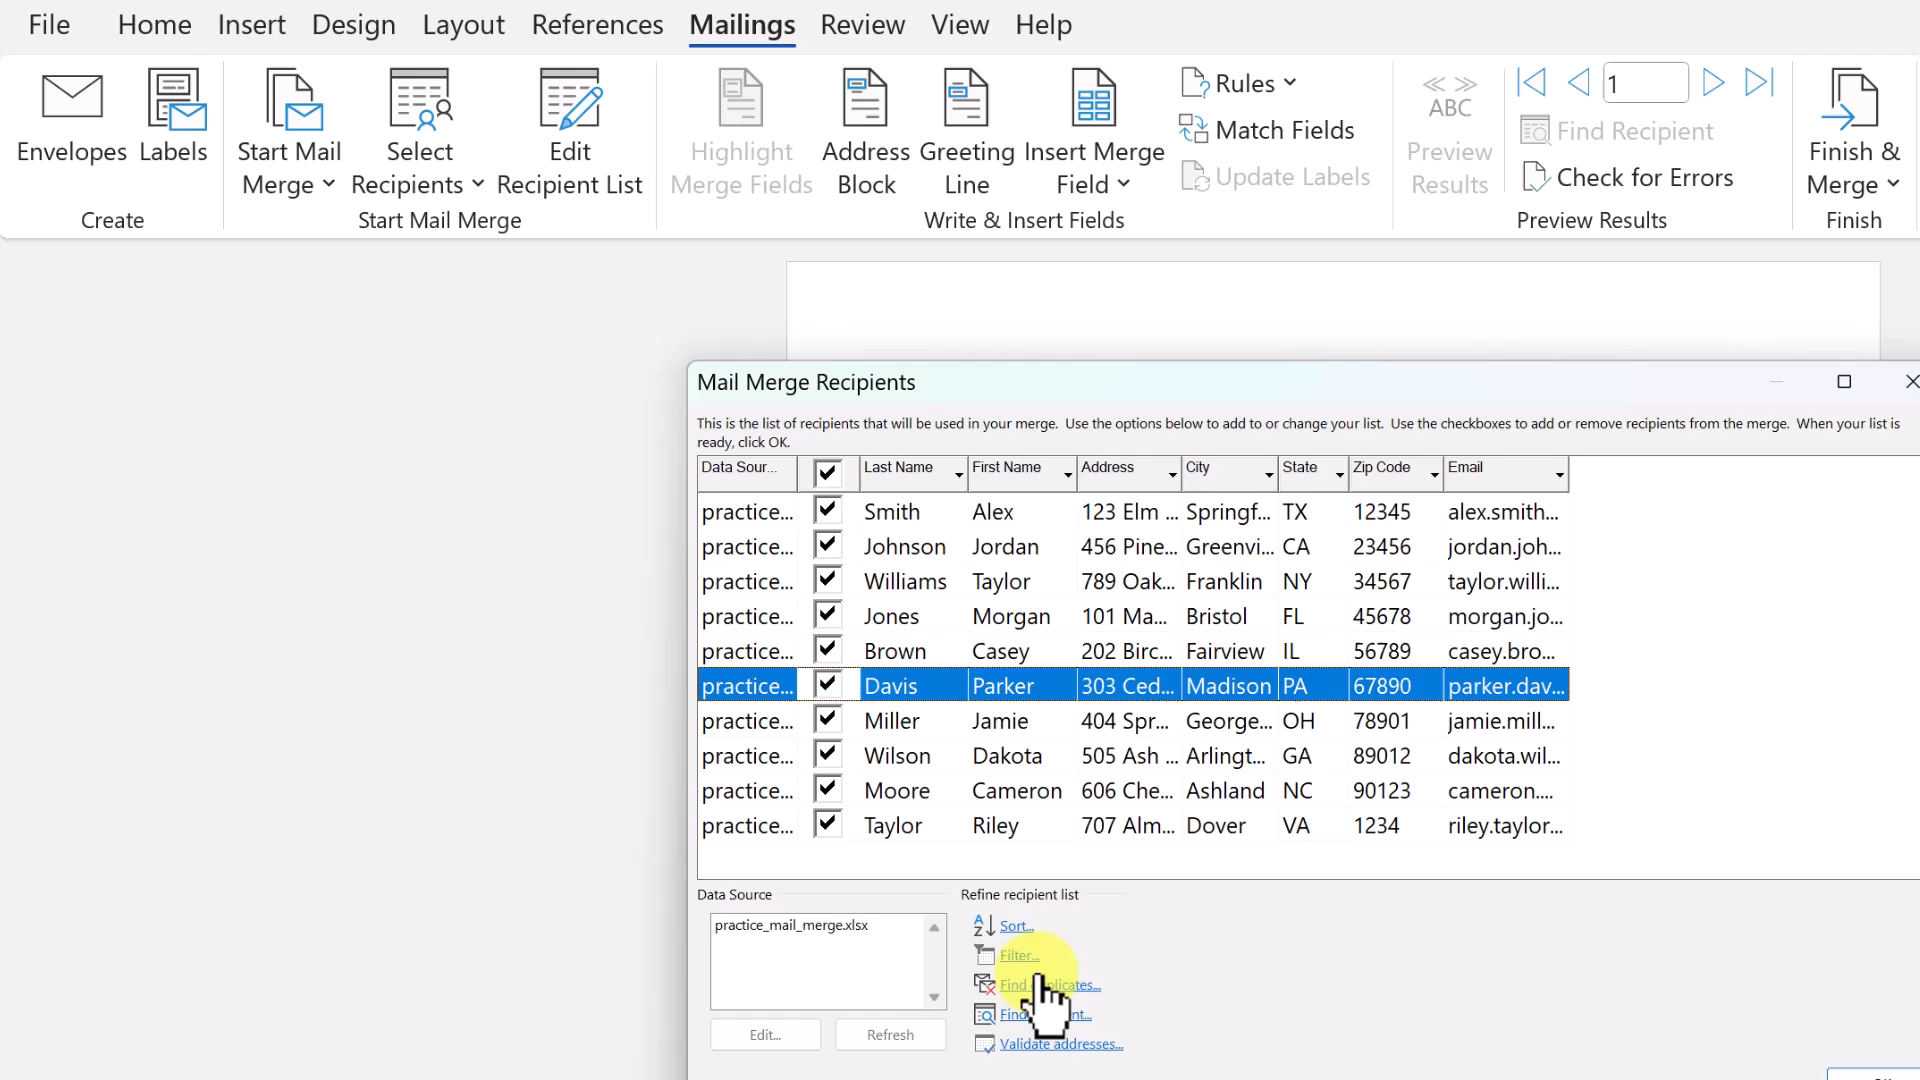 File Home Insert Design Layout References Mailings Review View Help
Envelopes
Labels
Create
Start Mail
Merge
Select
Recipients
Edit
Recipient List
Start Mail Merge
Highlight
Merge Fields
Address
Block
Greeting
Line
Insert Merge
Field
Rules
Match Fields
Update Labels
Write & Insert Fields
ABC
Preview
Results
1
Find Recipient
Check for Errors
Preview Results
Finish &
Merge
Finish
Mail Merge Recipients
This is the list of recipients that will be used in your merge. Use the options below to add to or change your list. Use the checkboxes to add or remove recipients from the merge. When your list is
ready, click OK.
Data Sour... Last Name First Name Address City State Zip Code Email
practice... Smith Alex 123 Elm ... Springf... TX 12345 alex.smith...
practice... Johnson Jordan 456 Pine... Greenvi... CA 23456 jordan.joh...
practice... Williams Taylor 789 Oak... Franklin NY 34567 taylor.willi...
practice... Jones Morgan 101 Ma... Bristol FL 45678 morgan.jo...
practice... Brown Casey 202 Birc... Fairview IL 56789 casey.bro...
practice... Davis Parker 303 Ced... Madison PA 67890 parker.dav...
practice... Miller Jamie 404 Spr... George... OH 78901 jamie.mill...
practice... Wilson Dakota 505 Ash ... Arlingt... GA 89012 dakota.wil...
practice... Moore Cameron 606 Che... Ashland NC 90123 cameron....
practice... Taylor Riley 707 Alm... Dover VA 1234 riley.taylor...
Data Source
practice_mail_merge.xlsx
Edit...
Refresh
Refine recipient list
A
Z
Sort...
Filter...
Find
Find
Validate addresses...